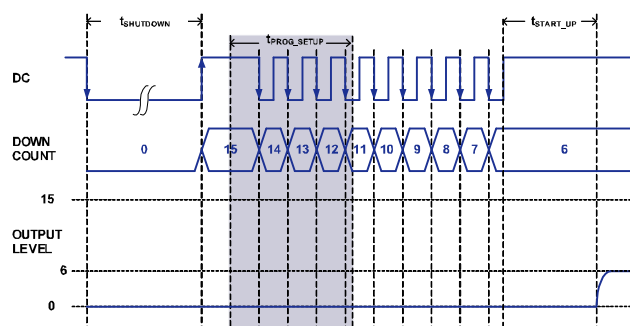 tSHUTDOWN
tSTART_UP
tPROG_SETUP
DC
DOWN
COUNT
0 15 14 13 12 11 10 9 8 7 6
15
OUTPUT
LEVEL
6
0